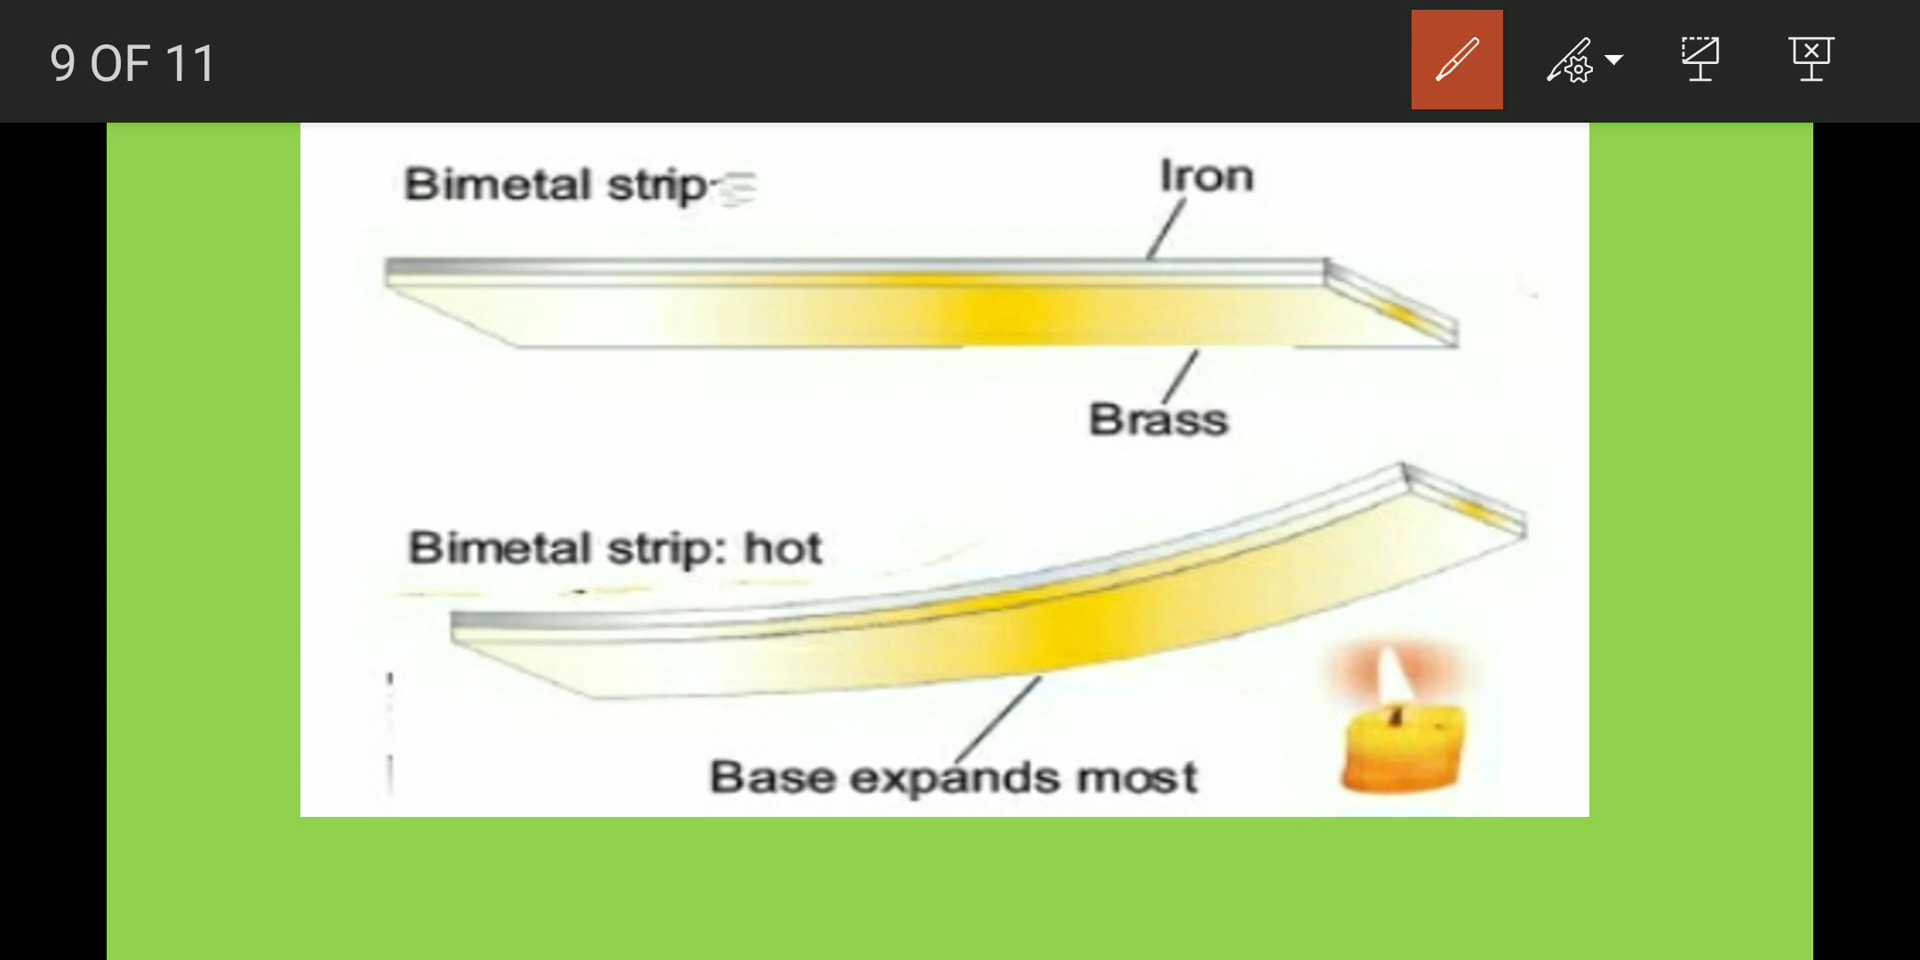 9 OF 11
Bimetal strip
Iron
Brass
Bimetal strip: hot
Base expands most